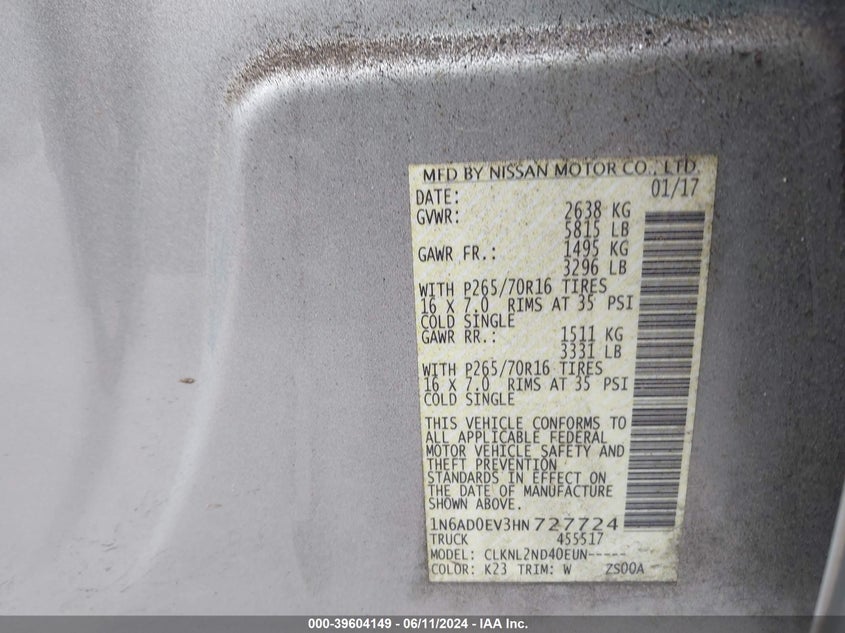 MFD BY NISSAN MOTOR CO., LTD.
DATE: 01/17
GVWR: 2638 KG
5815 LB
GAWR FR.: 1495 KG
3296 LB
WITH P265/70R16 TIRES
16 X 7.0 RIMS AT 35 PSI
COLD SINGLE
GAWR RR.: 1511 KG
3331 LB
WITH P265/70R16 TIRES
16 X 7.0 RIMS AT 35 PSI
COLD SINGLE
THIS VEHICLE CONFORMS TO
ALL APPLICABLE FEDERAL
MOTOR VEHICLE SAFETY AND
THEFT PREVENTION
STANDARDS IN EFFECT ON
THE DATE OF MANUFACTURE
SHOWN ABOVE.
1N6AD0EV3HN727724
TRUCK 455517
MODEL: CLKNL2ND40EUN-----
COLOR: K23 TRIM: W ZS00A
000-39604149 - 06/11/2024 - IAA Inc.